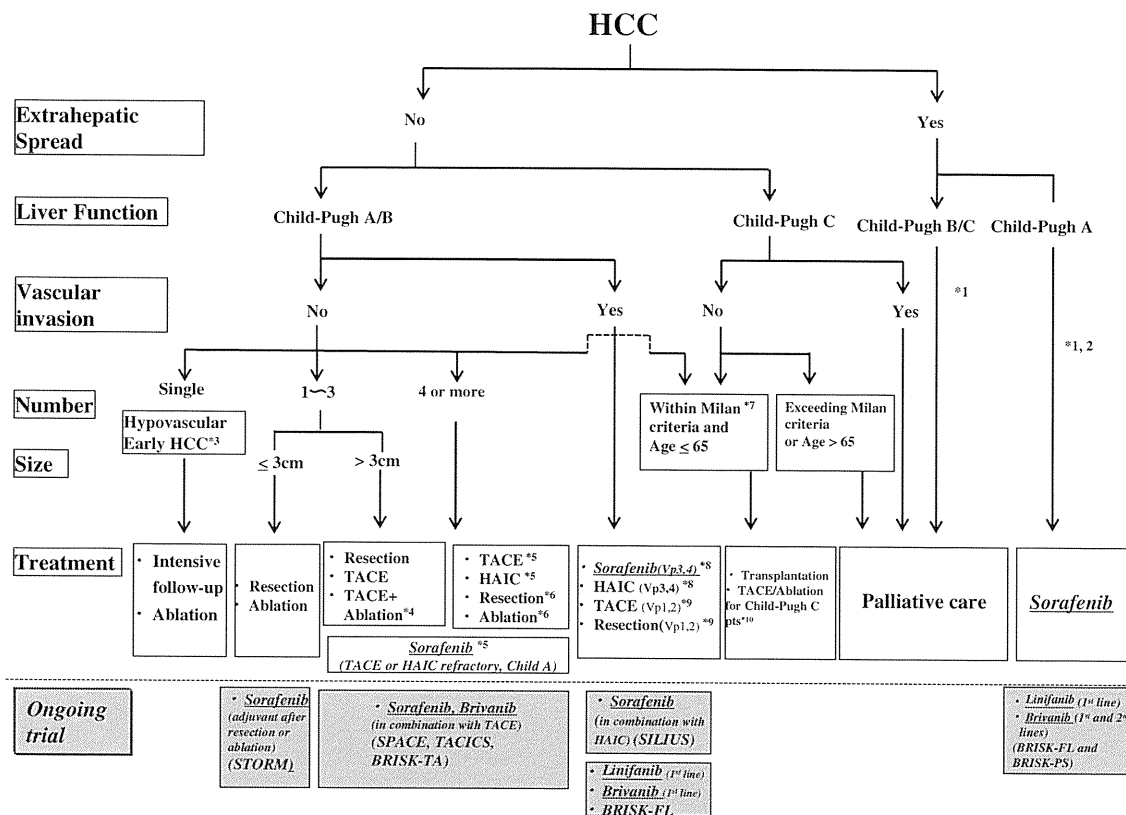 HCC
Extrahepatic
Spread
No
Yes
Liver Function
Child-Pugh A/B
Child-Pugh C
Child-Pugh B/C
Child-Pugh A
Vascular
invasion
No
Yes
No
Yes
*1
*1, 2
Number
Single
1〜3
4 or more
Hypovascular
Early HCC*3
Within Milan *7
criteria and
Age ≤ 65
Exceeding Milan
criteria
or Age > 65
Size
≤ 3cm
> 3cm
Treatment
・ Intensive
follow-up
・ Ablation
・ Resection
・ Ablation
・ Resection
・ TACE
・ TACE+
Ablation*4
・ TACE *5
・ HAIC *5
・ Resection*6
・ Ablation*6
Sorafenib *5
(TACE or HAIC refractory, Child A)
・ Sorafenib(Vp3,4) *8
・ HAIC (Vp3,4) *8
・ TACE (Vp1,2) *9
・ Resection(Vp1,2) *9
・ Transplantation
・ TACE/Ablation
for Child-Pugh C
pts*10
Palliative care
Sorafenib
Ongoing
trial
・ Sorafenib
(adjuvant after
resection or
ablation)
(STORM)
・ Sorafenib, Brivanib
(in combination with TACE)
(SPACE, TACICS,
BRISK-TA)
・ Sorafenib
(in combination with
HAIC) (SILIUS)
・ Linifanib (1st line)
・ Brivanib (1st line)
・ BRISK-FL
・ Linifanib (1st line)
・ Brivanib (1st and 2nd
lines)
(BRISK-FL and
BRISK-PS)